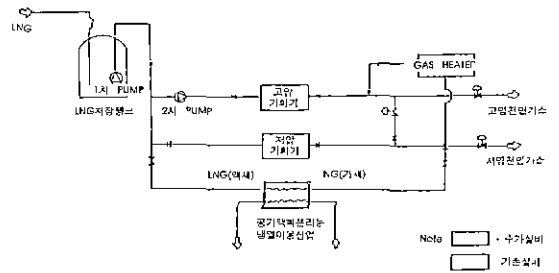 LNG
1차 PUMP
LNG저장탱크
2차 PUMP
고압
기화기
GAS HEATER
고압천연가스
저압
기화기
저압천연가스
LNG(액체)
NG(기체)
공기액화분리등
냉열이용산업
Note
: 추가설비
: 기존설비